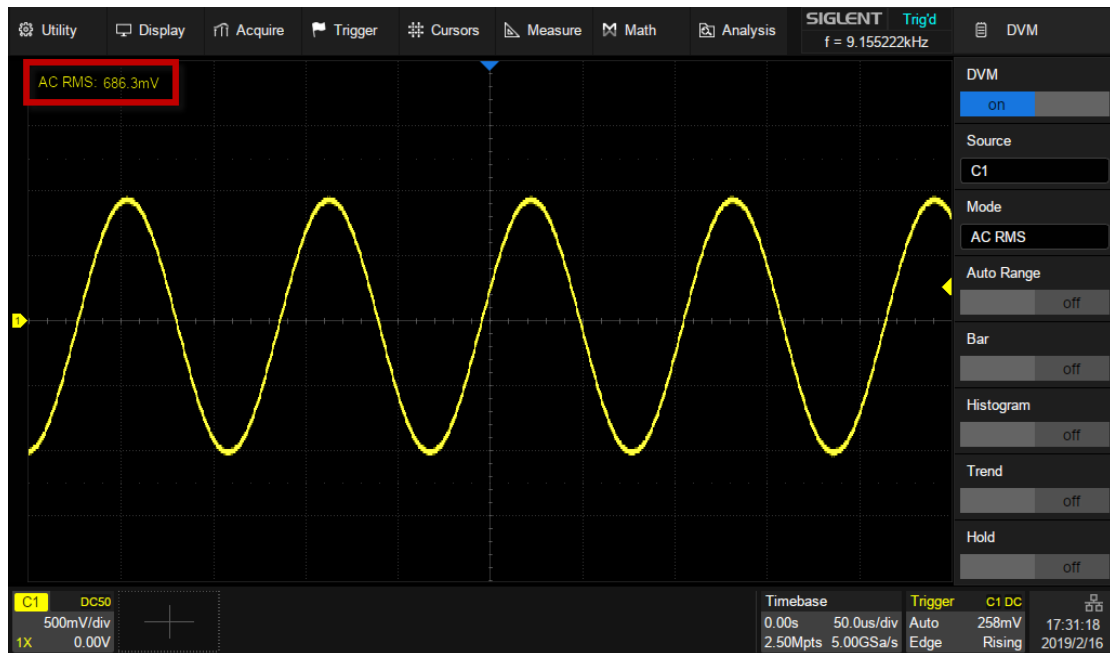 Utility Display Acquire Trigger Cursors Measure Math Analysis SIGLENT Trig'd DVM
f = 9.155222kHz
AC RMS: 686.3mV
DVM
on
Source
C1
Mode
AC RMS
Auto Range
off
Bar
off
Histogram
off
Trend
off
Hold
off
1
C1 DC50
500mV/div
1X 0.00V
Timebase
0.00s 50.0us/div
2.50Mpts 5.00GSa/s
Trigger C1 DC
Auto 258mV
Edge Rising
17:31:18
2019/2/16